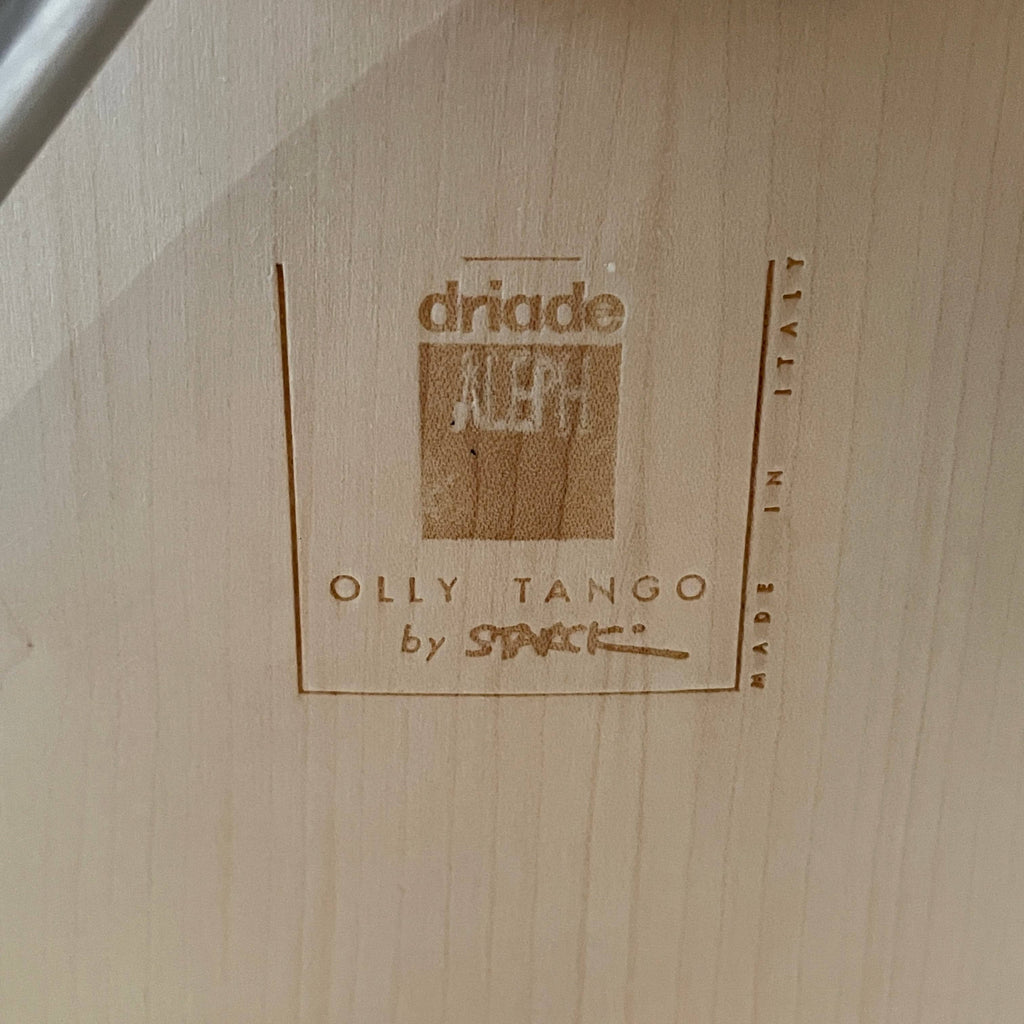 driade
ALEPH
OLLY TANGO
by STARCK
MADE IN ITALY